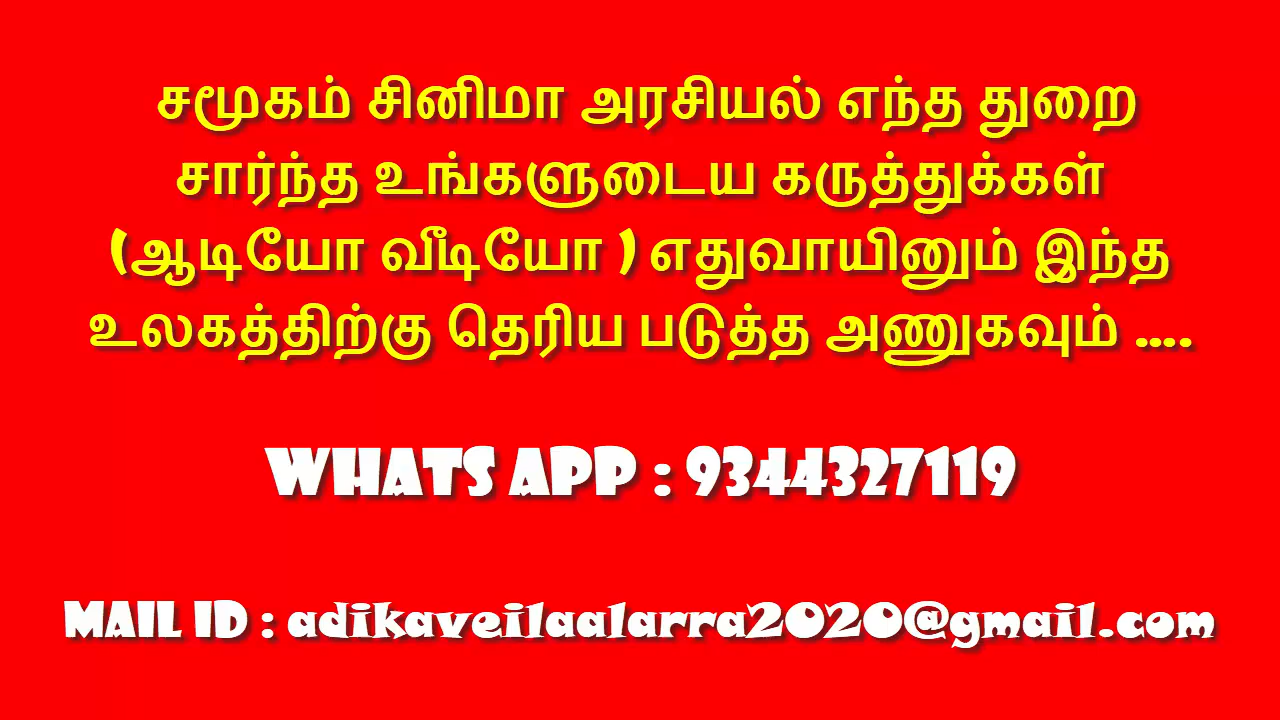 சமூகம் சினிமா அரசியல் எந்த துறை
சார்ந்த உங்களுடைய கருத்துக்கள்
(ஆடியோ வீடியோ ) எதுவாயினும் இந்த
உலகத்திற்கு தெரிய படுத்த அணுகவும் ....
WHATS APP : 9344327119
MAIL ID : adikaveilaalarra2020@gmail.com